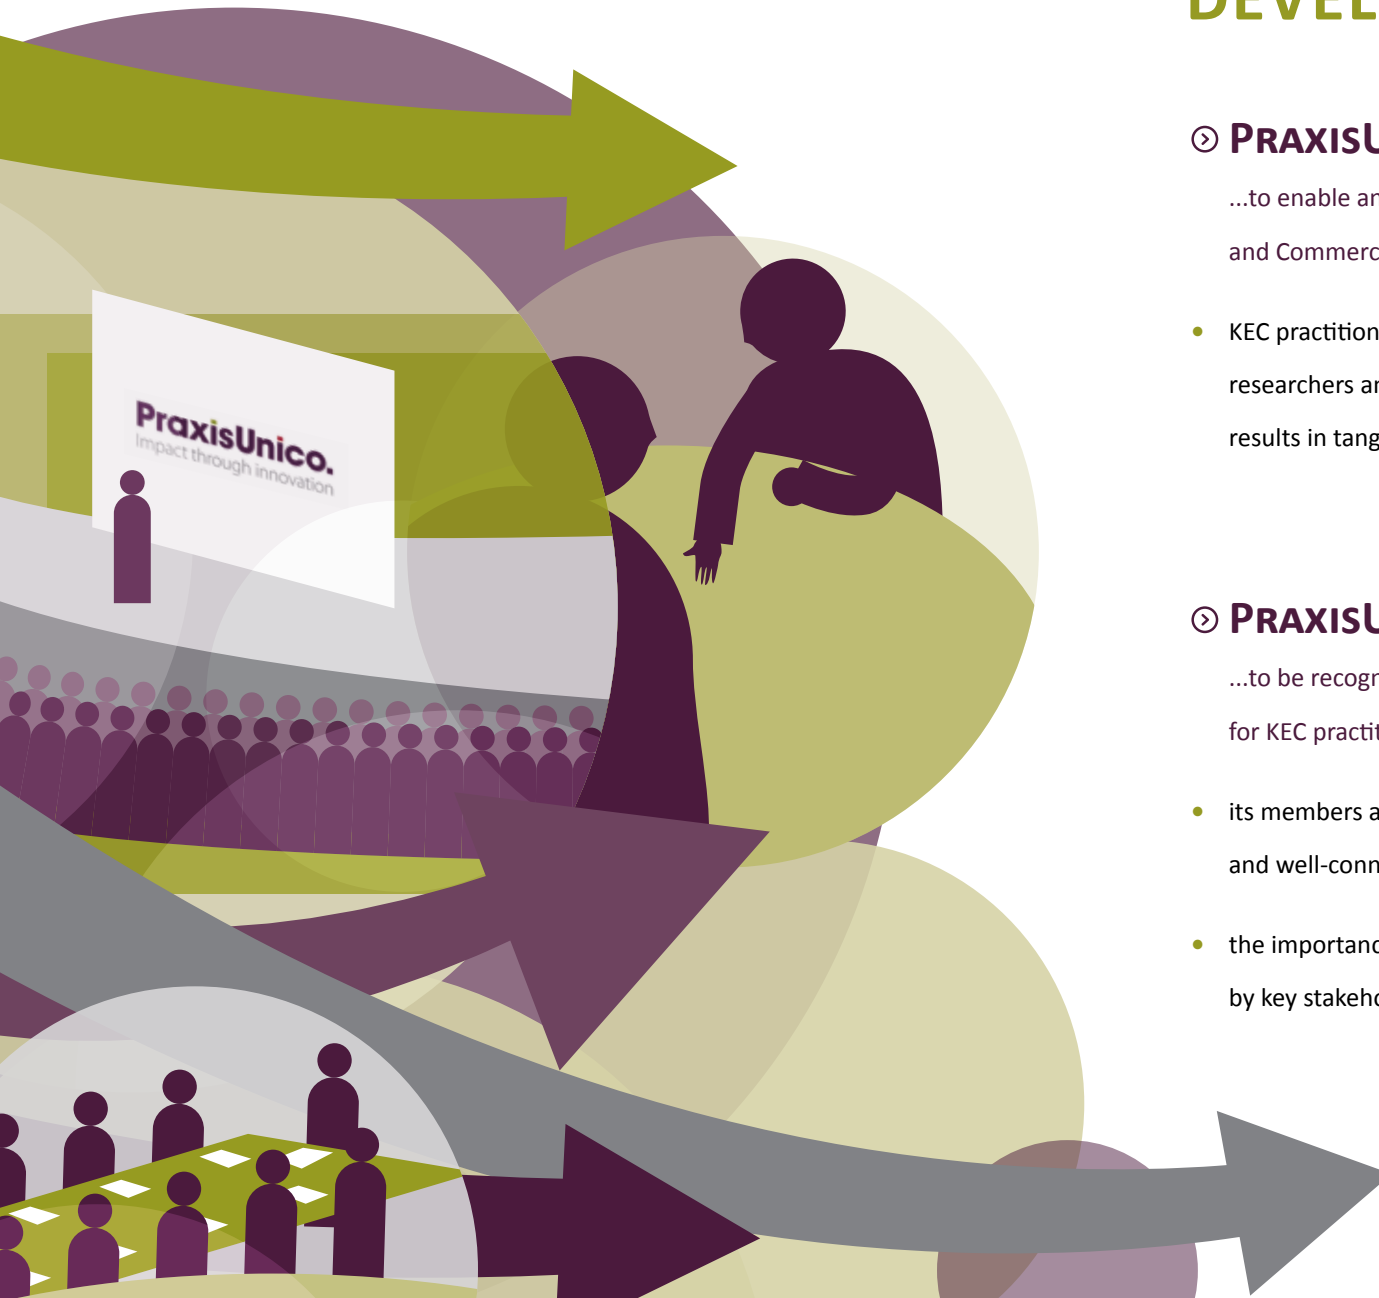 DEVEL
PRAXISU
...to enable an
and Commerc
KEC practition
researchers ar
results in tang
PRAXISU
...to be recogn
for KEC practit
its members a
and well-conn
the importanc
by key stakeho
PraxisUnico.
Impact through innovation